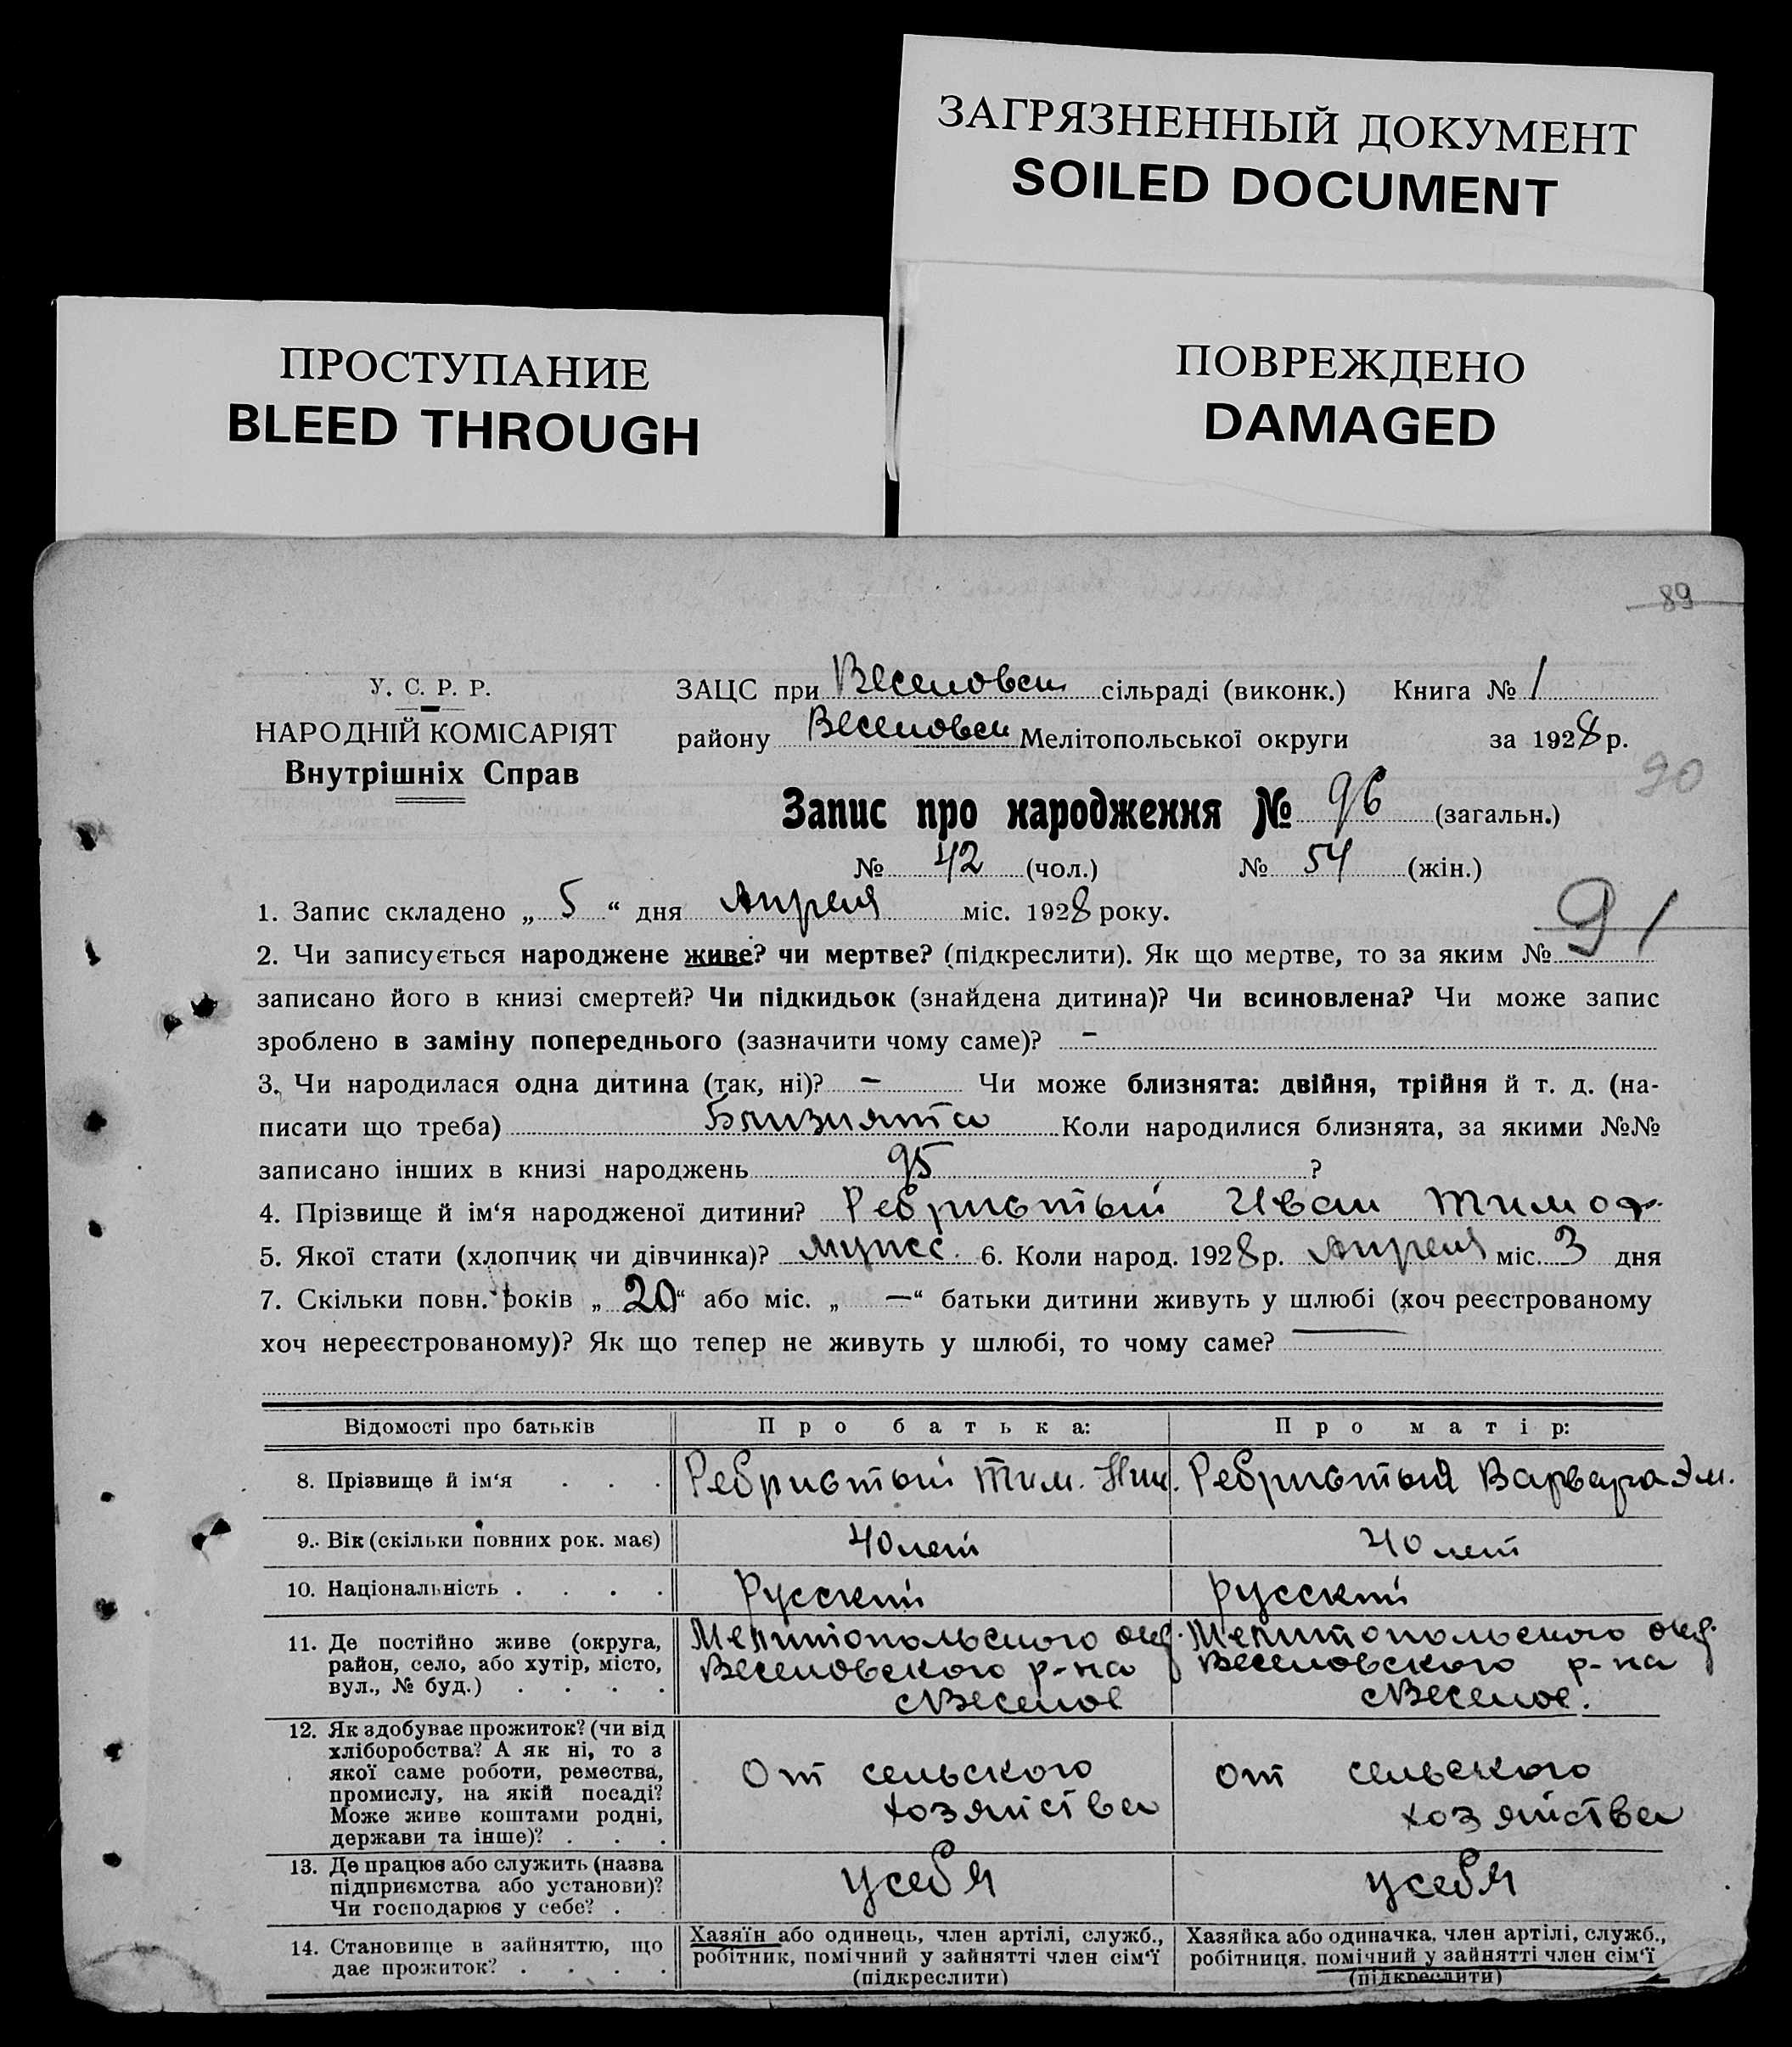 ЗАГРЯЗНЕННЫЙ ДОКУМЕНТ
SOILED DOCUMENT
ПРОСТУПАНИЕ
BLEED THROUGH
ПОВРЕЖДЕНО
DAMAGED
89
У. С. Р. Р.
НАРОДНІЙ КОМІСАРІЯТ
Внутрішніх Справ
ЗАЦС при Веселовск сільраді (виконк.) Книга № 1
району Веселовск Мелітопольської округи за 1928 р.
90
Запис про народження № 96 (загальн.)
№ 42 (чол.) № 54 (жін.)
1. Запис складено „ 5 “ дня Апреля міс. 1928 року.
91
2. Чи записується народжене живе? чи мертве? (підкреслити). Як що мертве, то за яким №
записано його в книзі смертей? Чи підкидьок (знайдена дитина)? Чи всиновлена? Чи може запис
зроблено в заміну попереднього (зазначити чому саме)? –
3. Чи народилася одна дитина (так, ні)? – Чи може близнята: двійня, трійня й т. д. (на-
писати що треба) Близнята Коли народилися близнята, за якими №№
записано інших в книзі народжень 95 ?
4. Прізвище й ім‘я народженої дитини? Ребристый Иван Тимоф.
5. Якої стати (хлопчик чи дівчинка)? мужс. 6. Коли народ. 1928 р. Апреля міс. 3 дня
7. Скільки повн. років „ 20 “ або міс. „ — “ батьки дитини живуть у шлюбі (хоч реєстрованому
хоч нереєстрованому)? Як що тепер не живуть у шлюбі, то чому саме? —
Відомості про батьків Про батька: Про матір:
8. Прізвище й ім‘я . . . Ребристый Тим. Ник. Ребристый Варвара Эм.
9. Вік (скільки повних рок. має) 40 лет 40 лет
10. Національність . . . . Русский русский
11. Де постійно живе (округа, район, село, або хутір, місто, вул., № буд.) . . . .
Мелитопольского окр. Мелитопольского окр.
Веселовского р-на Веселовского р-на
с Веселое с Веселое.
12. Як здобуває прожиток? (чи від
хліборобства? А як ні, то з
якої саме роботи, ремества,
промислу, на якій посаді?
Може живе коштами родні,
держави та інше)? . . .
От сельского От сельского
хозяйства хозяйства
13. Де працює або служить (назва
підприємства або установи)?
Чи господарює у себе? .
у себя у себя
14. Становище в зайняттю, що
дає прожиток? . . . .
Хазяїн або одинець, член артілі, служб.,
робітник, помічний у зайнятті член сім‘ї
(підкреслити)
Хазяйка або одиначка, член артілі, служб.,
робітниця, помічний у зайнятті член сім‘ї
(підкреслити)